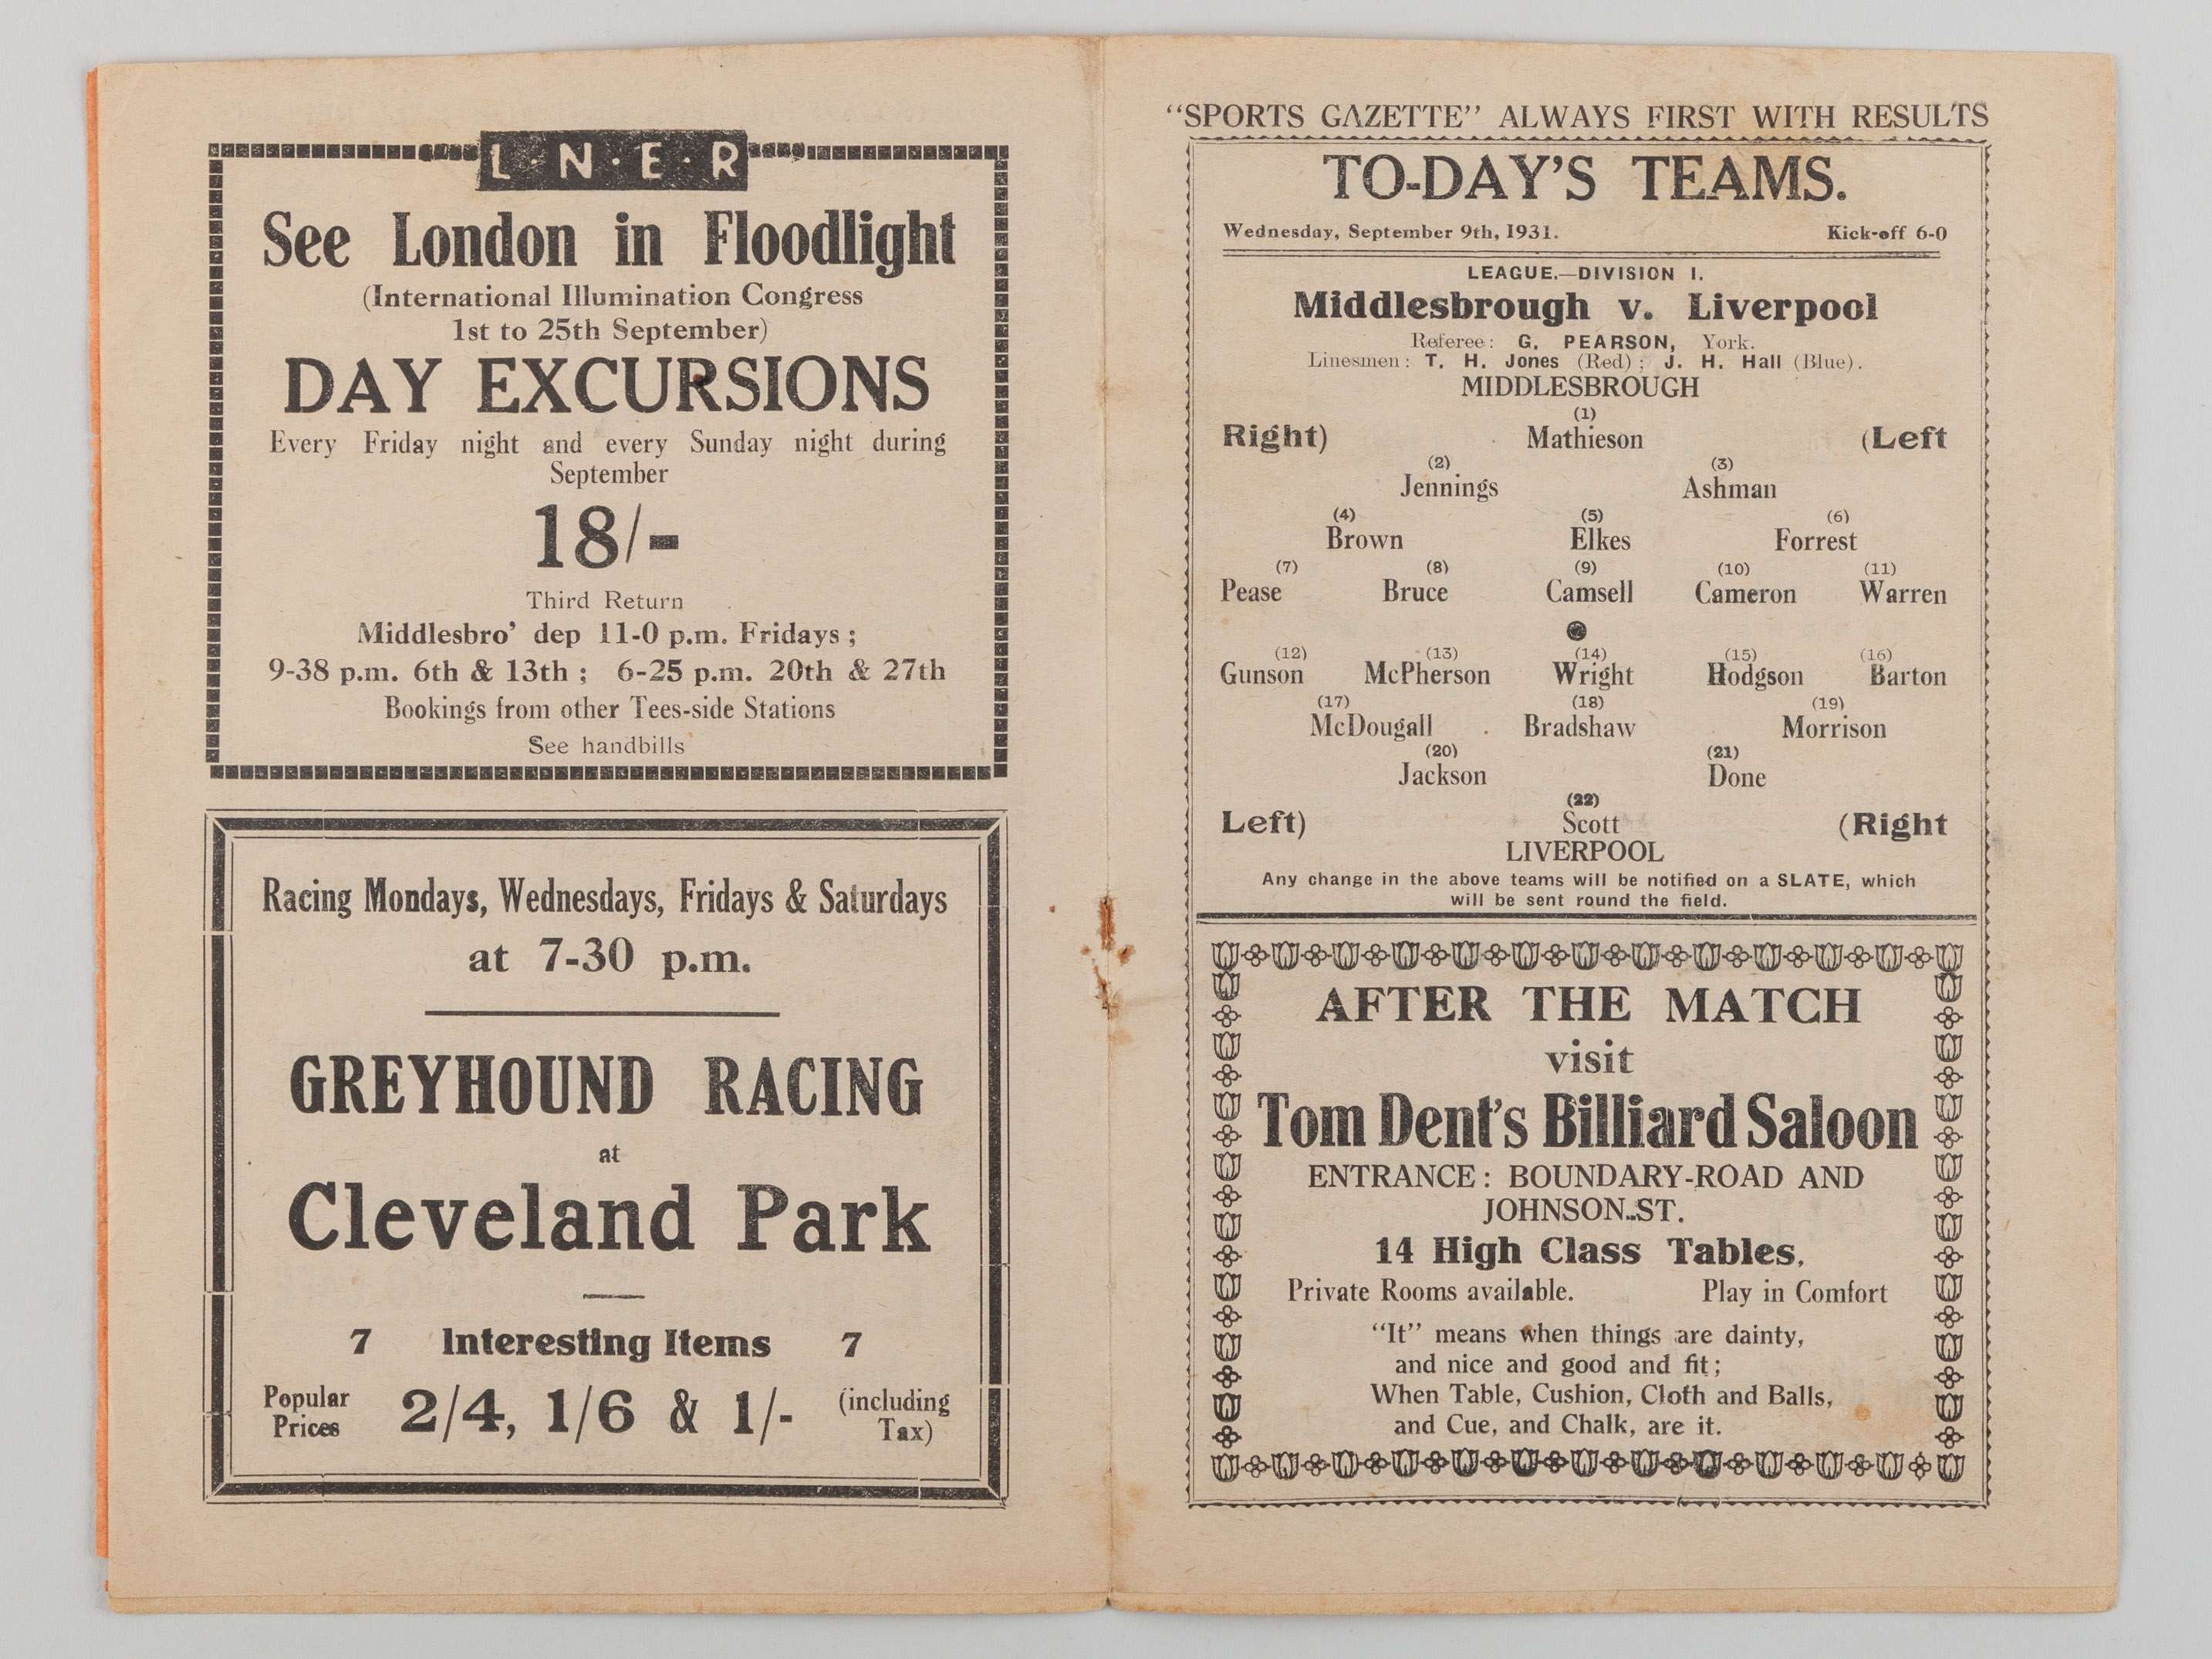 L·N·E·R
See London in Floodlight
(International Illumination Congress
1st to 25th September)
DAY EXCURSIONS
Every Friday night and every Sunday night during
September
18/-
Third Return
Middlesbro' dep 11-0 p.m. Fridays;
9-38 p.m. 6th & 13th; 6-25 p.m. 20th & 27th
Bookings from other Tees-side Stations
See handbills
Racing Mondays, Wednesdays, Fridays & Saturdays
at 7-30 p.m.
GREYHOUND RACING
at
Cleveland Park
7 Interesting Items 7
Popular Prices 2/4, 1/6 & 1/- (including Tax)
"SPORTS GAZETTE" ALWAYS FIRST WITH RESULTS
TO-DAY'S TEAMS.
Wednesday, September 9th, 1931. Kick-off 6-0
LEAGUE.—DIVISION I.
Middlesbrough v. Liverpool
Referee: G. PEARSON, York.
Linesmen: T. H. Jones (Red); J. H. Hall (Blue).
MIDDLESBROUGH
(1)
Right) Mathieson (Left
(2) (3)
Jennings Ashman
(4) (5) (6)
Brown Elkes Forrest
(7) (8) (9) (10) (11)
Pease Bruce Camsell Cameron Warren
(12) (13) (14) (15) (16)
Gunson McPherson Wright Hodgson Barton
(17) (18) (19)
McDougall Bradshaw Morrison
(20) (21)
Jackson Done
(22)
Left) Scott (Right
LIVERPOOL
Any change in the above teams will be notified on a SLATE, which
will be sent round the field.
AFTER THE MATCH
visit
Tom Dent's Billiard Saloon
ENTRANCE: BOUNDARY-ROAD AND
JOHNSON-ST.
14 High Class Tables,
Private Rooms available. Play in Comfort
"It" means when things are dainty,
and nice and good and fit;
When Table, Cushion, Cloth and Balls,
and Cue, and Chalk, are it.